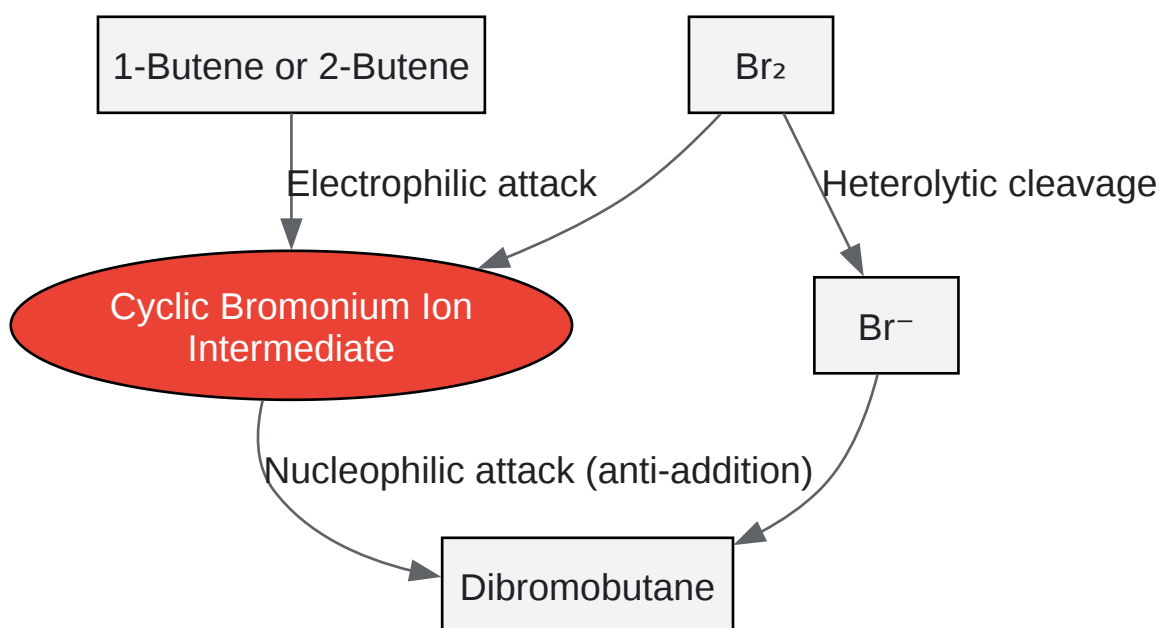 1-Butene or 2-Butene
Br₂
Electrophilic attack
Heterolytic cleavage
Cyclic Bromonium Ion
Intermediate
Br⁻
Nucleophilic attack (anti-addition)
Dibromobutane